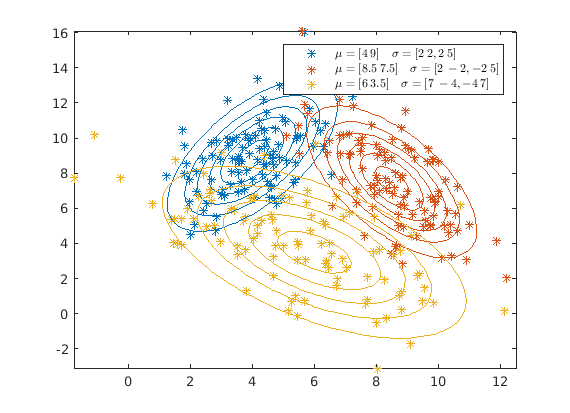 16
14
12
10
8
6
4
2
0
-2
μ = [4 9]   σ = [2 2, 2 5]
μ = [8.5 7.5]   σ = [2 − 2, −2 5]
μ = [6 3.5]   σ = [7 − 4, −4 7]
0 2 4 6 8 10 12